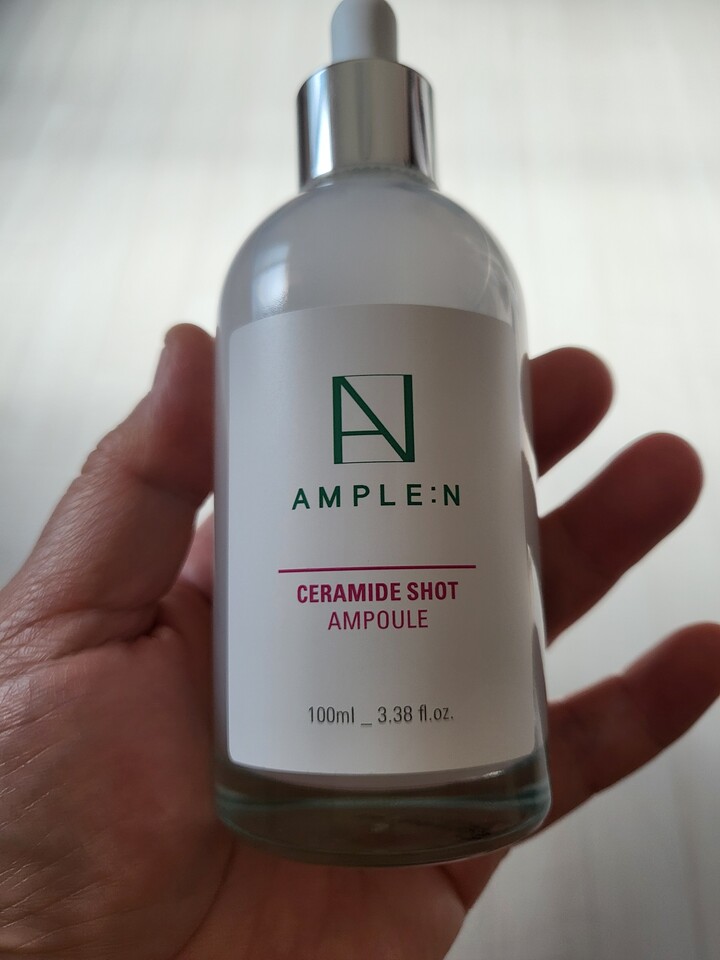 AMPLE:N
CERAMIDE SHOT
AMPOULE
100ml _ 3.38 fl.oz.